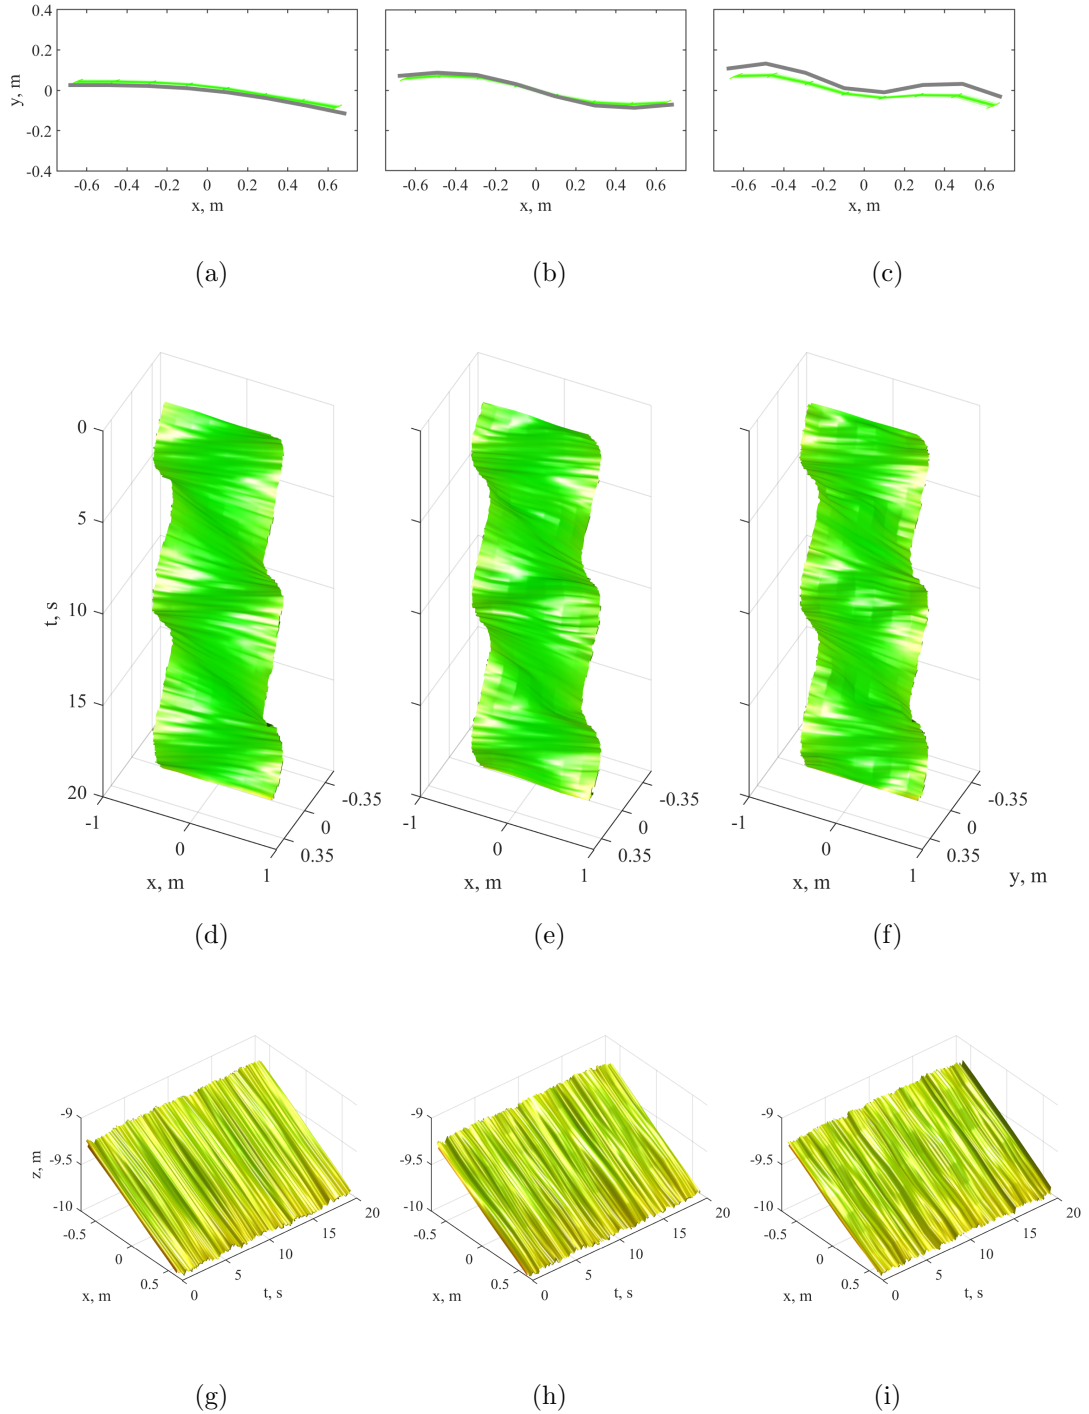 0.4
0.2
0
-0.2
-0.4
y, m
-0.6 -0.4 -0.2 0 0.2 0.4 0.6
x, m
-0.6 -0.4 -0.2 0 0.2 0.4 0.6
x, m
-0.6 -0.4 -0.2 0 0.2 0.4 0.6
x, m
(a) (b) (c)
0
5
10
15
20
t, s
-1 0 1
x, m
-0.35
0
0.35
-1 0 1
x, m
-0.35
0
0.35
-1 0 1
x, m
-0.35
0
0.35
y, m
(d) (e) (f)
-9
-9.5
-10
z, m
-0.5 0 0.5
x, m
0 5 10 15 20
t, s
-9
-9.5
-10
-0.5 0 0.5
x, m
0 5 10 15 20
t, s
-9
-9.5
-10
-0.5 0 0.5
x, m
0 5 10 15 20
t, s
(g) (h) (i)